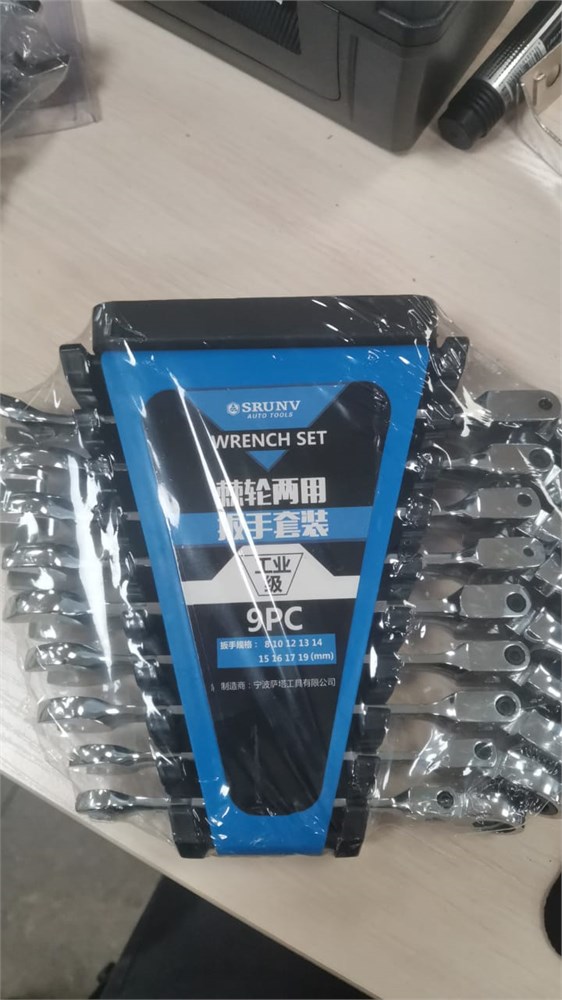 SRUNV
AUTO TOOLS
WRENCH SET
棘轮两用
扳手套装
工业
级
9PC
扳手规格： 8 10 12 13 14
15 16 17 19 (mm)
制造商：宁波萨塔工具有限公司